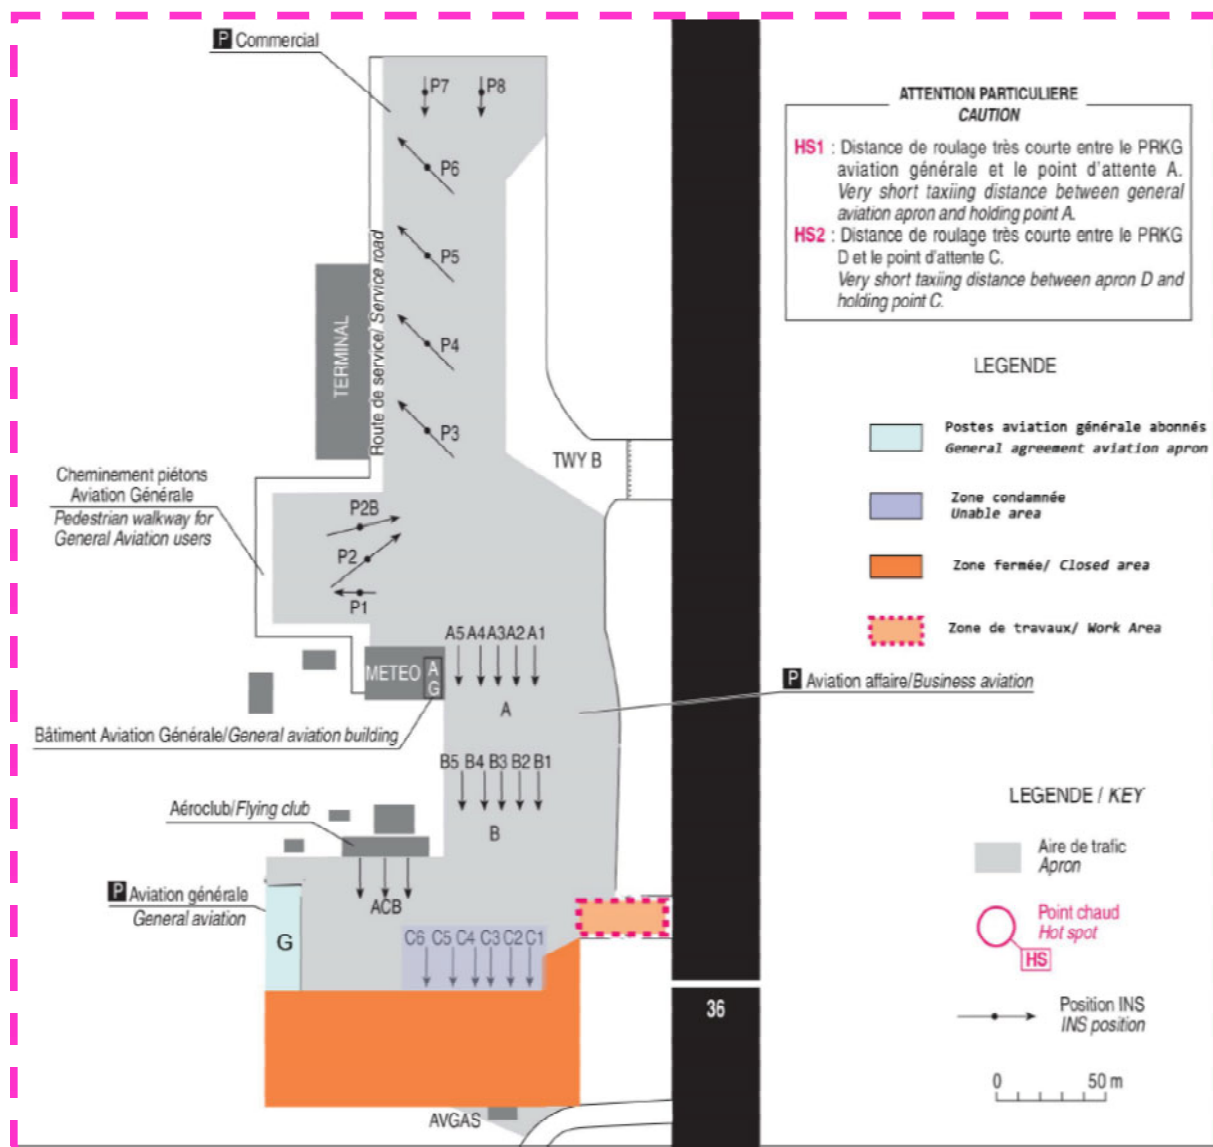 P Commercial
P7
P8
P6
P5
P4
P3
TERMINAL
Route de service/ Service road
TWY B
Cheminement piétons
Aviation Générale
Pedestrian walkway for
General Aviation users
P2B
P2
P1
A5 A4 A3 A2 A1
METEO
A
G
A
Bâtiment Aviation Générale/General aviation building
B5 B4 B3 B2 B1
B
Aéroclub/Flying club
P Aviation générale
General aviation
ACB
G
C6 C5 C4 C3 C2 C1
AVGAS
36
P Aviation affaire/Business aviation
ATTENTION PARTICULIERE
CAUTION
HS1 : Distance de roulage très courte entre le PRKG
aviation générale et le point d'attente A.
Very short taxiing distance between general
aviation apron and holding point A.
HS2 : Distance de roulage très courte entre le PRKG
D et le point d'attente C.
Very short taxiing distance between apron D and
holding point C.
LEGENDE
Postes aviation générale abonnés
General agreement aviation apron
Zone condamnée
Unable area
Zone fermée/ Closed area
Zone de travaux/ Work Area
LEGENDE / KEY
Aire de trafic
Apron
Point chaud
Hot spot
HS
Position INS
INS position
0 50 m